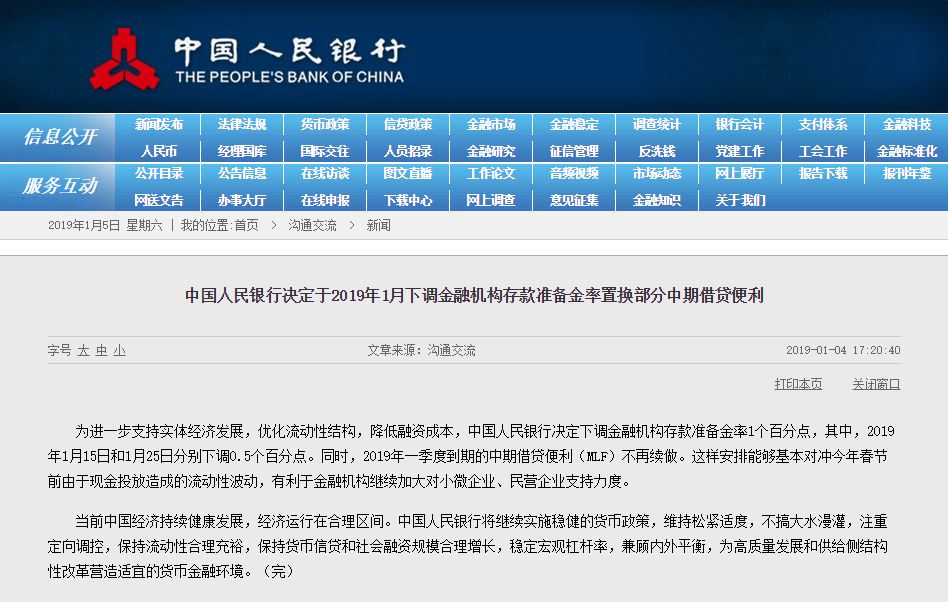 中国人民银行
THE PEOPLE'S BANK OF CHINA
信息公开 新闻发布 法律法规 货币政策 信贷政策 金融市场 金融稳定 调查统计 银行会计 支付体系 金融科技
人民币 经理国库 国际交往 人员招录 金融研究 征信管理 反洗钱 党建工作 工会工作 金融标准化
服务互动 公开目录 公告信息 在线访谈 图文直播 工作论文 音频视频 市场动态 网上展厅 报告下载 报刊年鉴
网送文告 办事大厅 在线申报 下载中心 网上调查 意见征集 金融知识 关于我们
2019年1月5日 星期六 | 我的位置:首页 > 沟通交流 > 新闻
中国人民银行决定于2019年1月下调金融机构存款准备金率置换部分中期借贷便利
字号 大 中 小 文章来源：沟通交流 2019-01-04 17:20:40
打印本页 关闭窗口
为进一步支持实体经济发展，优化流动性结构，降低融资成本，中国人民银行决定下调金融机构存款准备金率1个百分点，其中，2019
年1月15日和1月25日分别下调0.5个百分点。同时，2019年一季度到期的中期借贷便利（MLF）不再续做。这样安排能够基本对冲今年春节
前由于现金投放造成的流动性波动，有利于金融机构继续加大对小微企业、民营企业支持力度。
当前中国经济持续健康发展，经济运行在合理区间。中国人民银行将继续实施稳健的货币政策，维持松紧适度，不搞大水漫灌，注重
定向调控，保持流动性合理充裕，保持货币信贷和社会融资规模合理增长，稳定宏观杠杆率，兼顾内外平衡，为高质量发展和供给侧结构
性改革营造适宜的货币金融环境。（完）